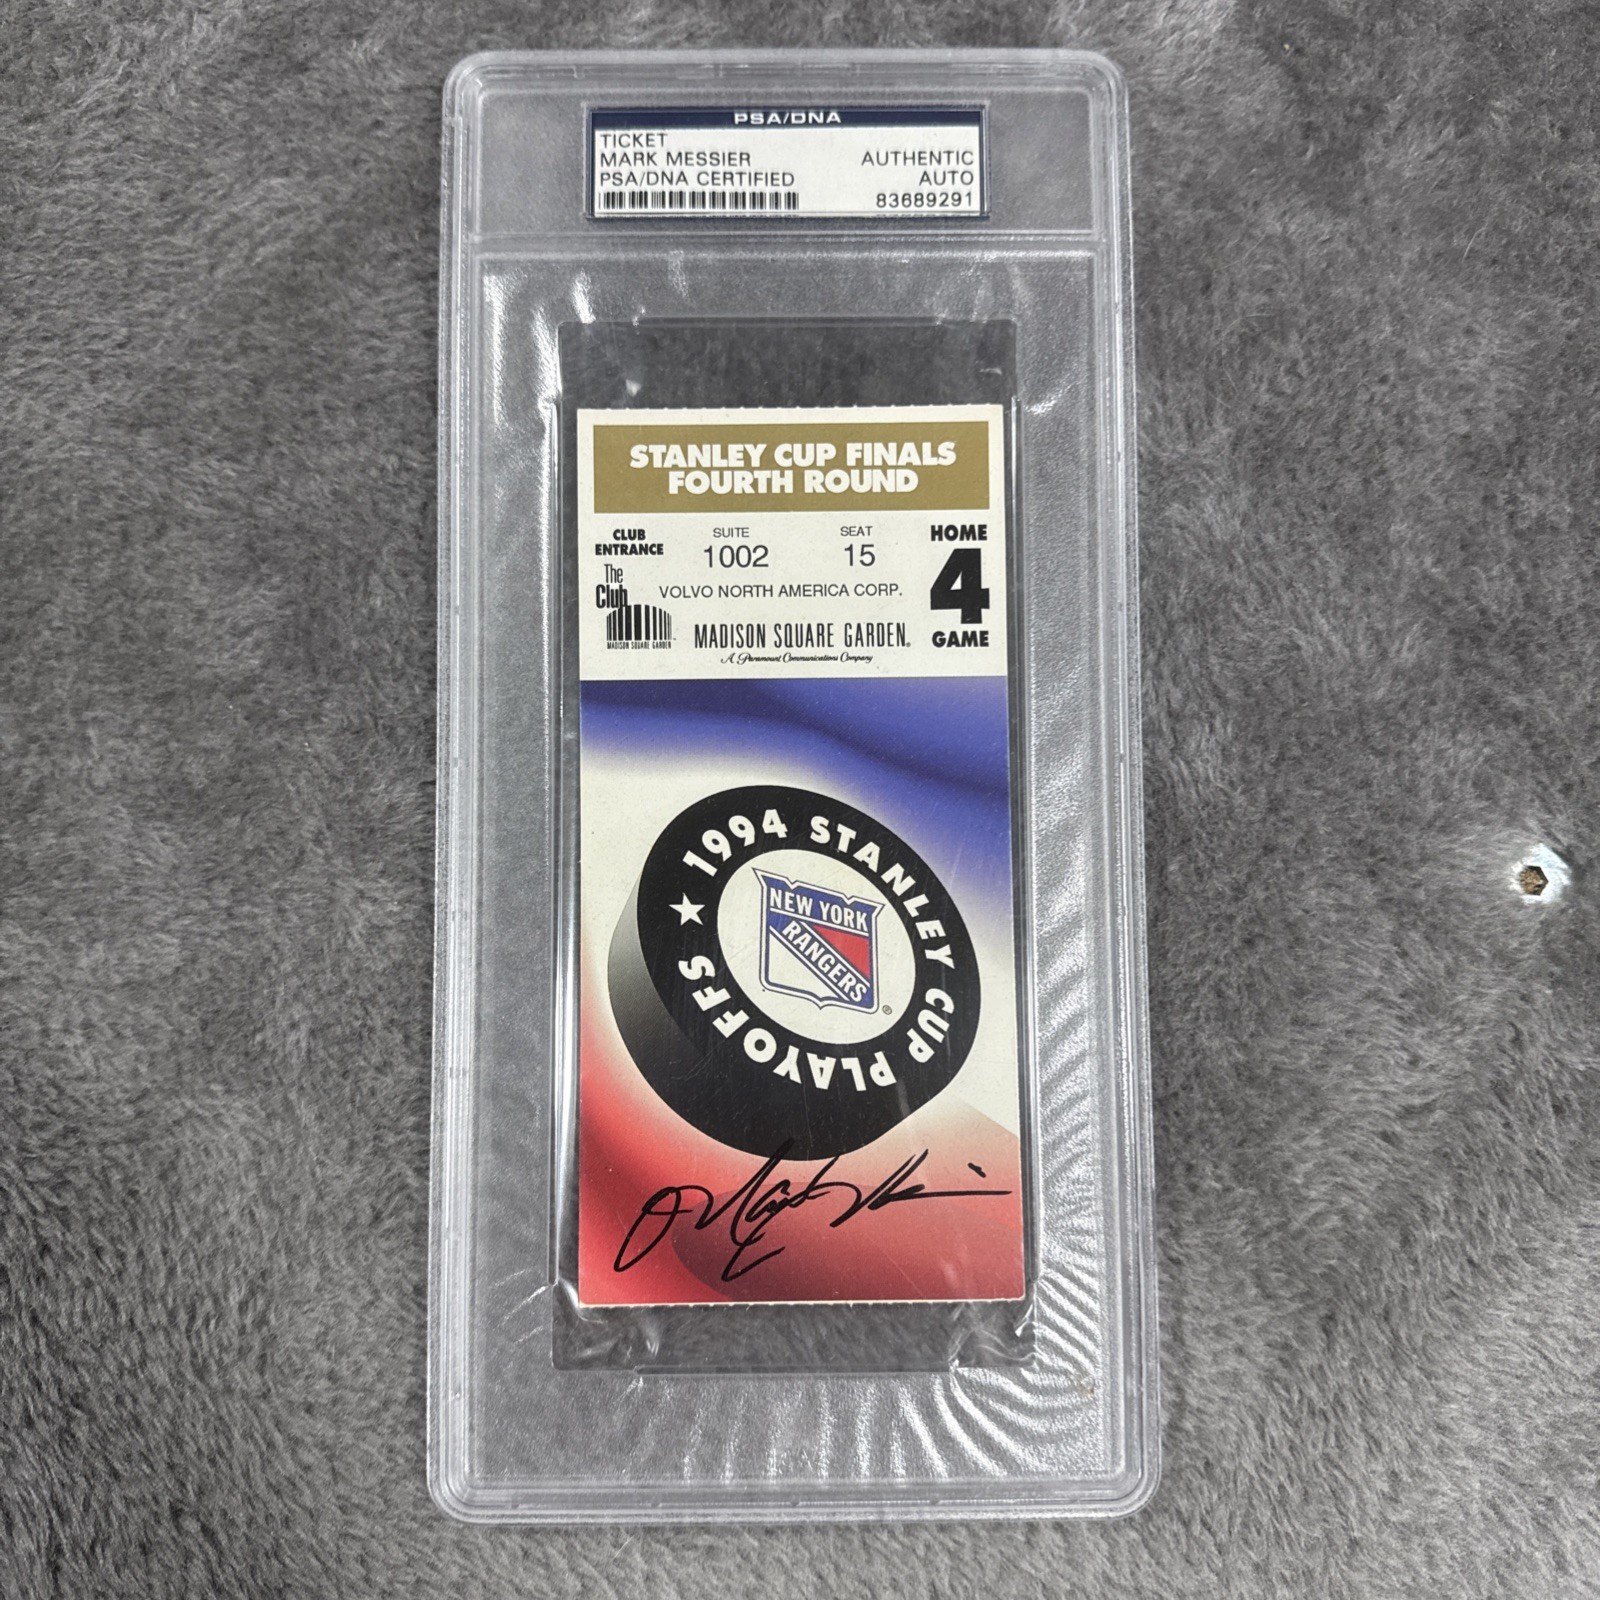 PSA/DNA
TICKET
MARK MESSIER
PSA/DNA CERTIFIED
AUTHENTIC
AUTO
83689291
STANLEY CUP FINALS
FOURTH ROUND
CLUB
ENTRANCE
The
Club
MADISON SQUARE GARDEN
SUITE
1002
SEAT
15
VOLVO NORTH AMERICA CORP.
MADISON SQUARE GARDEN®
A Paramount Communications Company
HOME
4
GAME
★ 1994 STANLEY CUP PLAYOFFS
NEW YORK
RANGERS
®